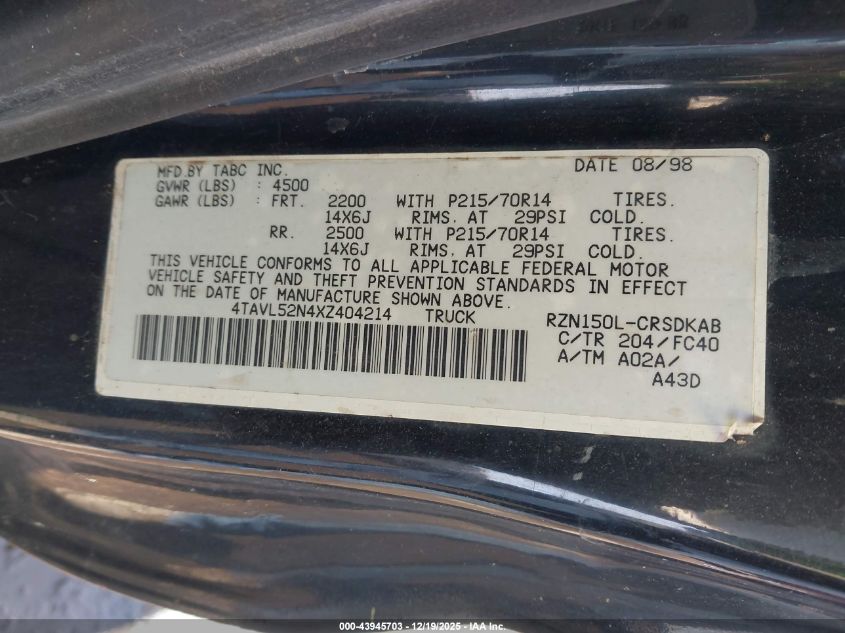 MFD.BY TABC INC. DATE 08/98
GVWR (LBS) : 4500
GAWR (LBS) : FRT. 2200 WITH P215/70R14 TIRES.
14X6J RIMS. AT 29PSI COLD.
RR. 2500 WITH P215/70R14 TIRES.
14X6J RIMS. AT 29PSI COLD.
THIS VEHICLE CONFORMS TO ALL APPLICABLE FEDERAL MOTOR
VEHICLE SAFETY AND THEFT PREVENTION STANDARDS IN EFFECT
ON THE DATE OF MANUFACTURE SHOWN ABOVE.
4TAVL52N4XZ404214 TRUCK RZN150L-CRSDKAB
C/TR 204/FC40
A/TM A02A/
A43D
000-43945703 - 12/19/2025 - IAA Inc.